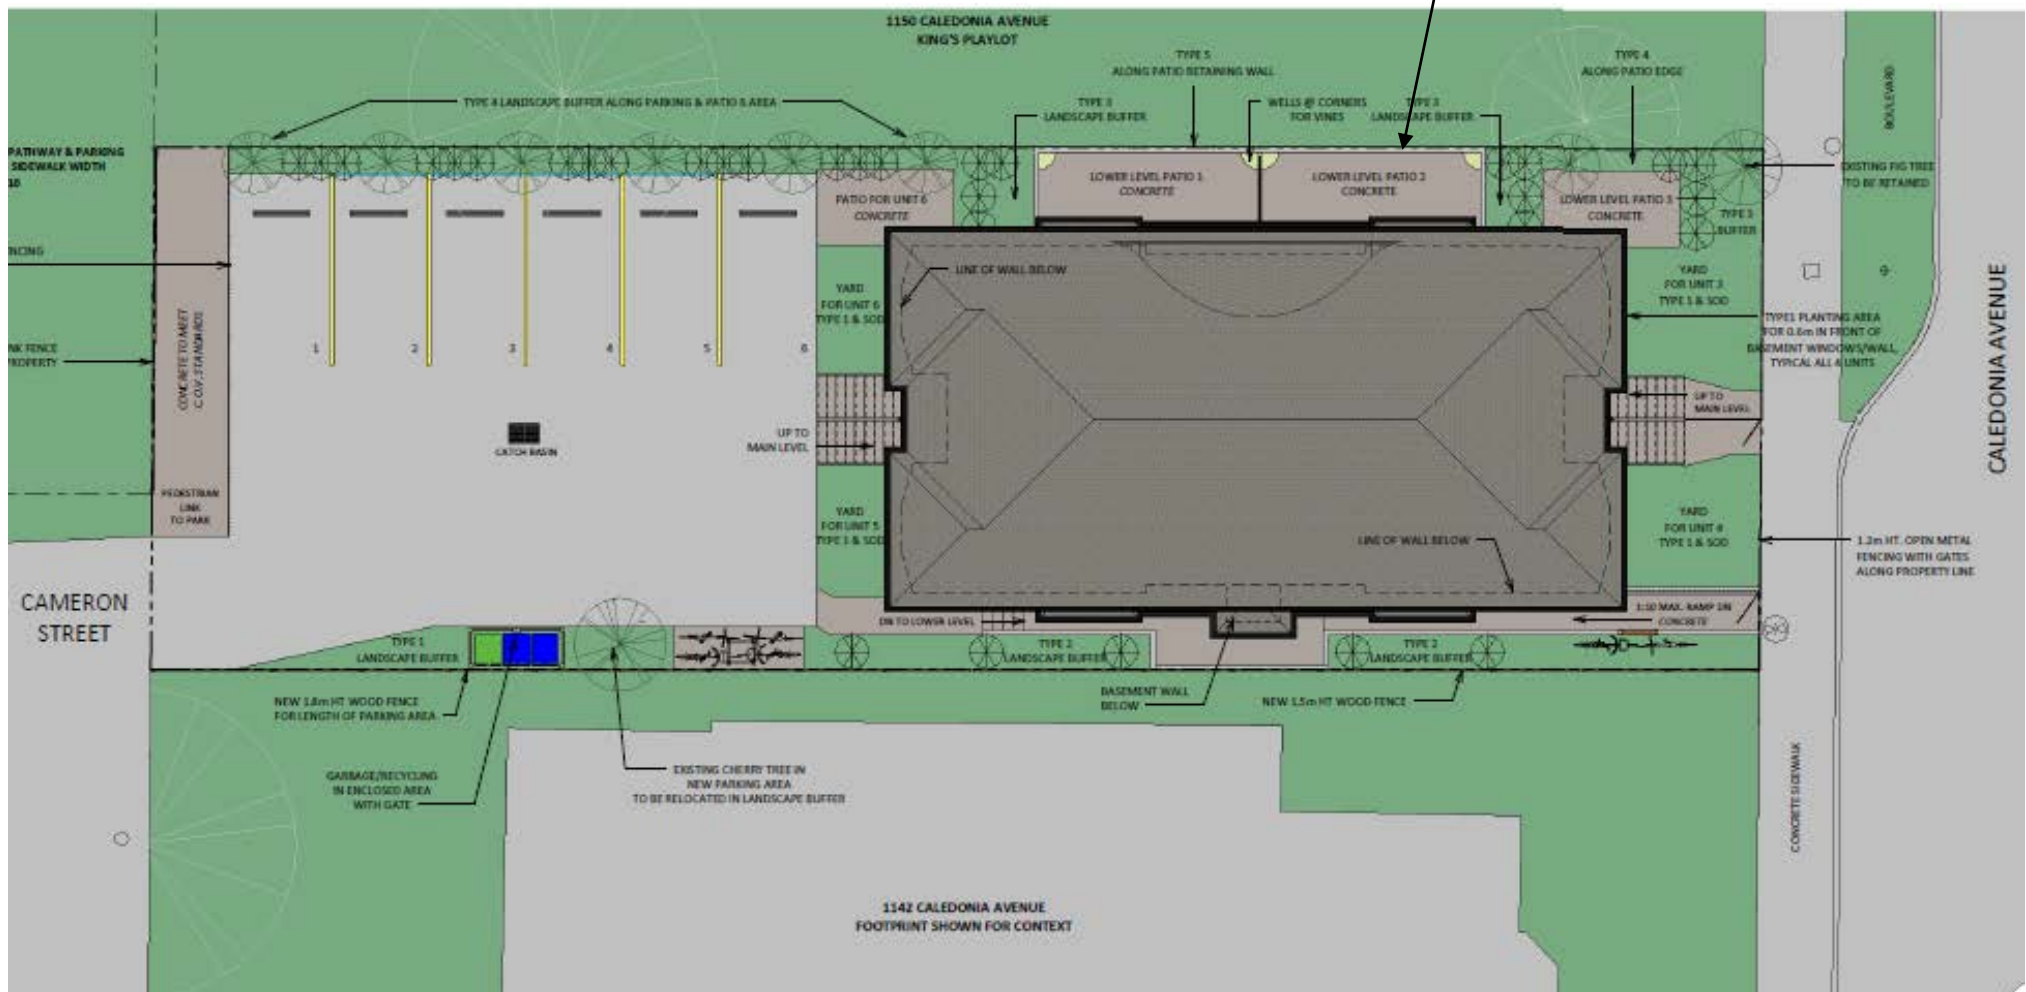 1150 CALEDONIA AVENUE
KING'S PLAYLOT
TYPE 5
ALONG PATIO RETAINING WALL
TYPE 4
ALONG PATIO EDGE
BOULEVARD
TYPE 4 LANDSCAPE BUFFER ALONG PARKING & PATIO 6 AREA
TYPE 3
LANDSCAPE BUFFER
WELLS @ CORNERS
FOR VINES
TYPE 3
LANDSCAPE BUFFER
PATHWAY & PARKING
SIDEWALK WIDTH
EXISTING FIG TREE
TO BE RETAINED
LOWER LEVEL PATIO 1
CONCRETE
LOWER LEVEL PATIO 2
CONCRETE
PATIO FOR UNIT 6
CONCRETE
LOWER LEVEL PATIO 3
CONCRETE
TYPE 3
BUFFER
NCING
LINE OF WALL BELOW
YARD
FOR UNIT 6
TYPE 1 & SOD
YARD
FOR UNIT 3
TYPE 1 & SOD
CONCRETE TO MEET
C.O.V. STANDARDS
NK FENCE
PROPERTY
1
2
3
4
5
6
TYPE1 PLANTING AREA
FOR 0.6m IN FRONT OF
BASEMENT WINDOWS/WALL,
TYPICAL ALL 4 UNITS
CALEDONIA AVENUE
UP TO
MAIN LEVEL
UP TO
MAIN LEVEL
CATCH BASIN
PEDESTRIAN
LINK
TO PARK
YARD
FOR UNIT 5
TYPE 1 & SOD
LINE OF WALL BELOW
YARD
FOR UNIT 4
TYPE 1 & SOD
1.2m HT. OPEN METAL
FENCING WITH GATES
ALONG PROPERTY LINE
CAMERON
STREET
DN TO LOWER LEVEL
1:10 MAX. RAMP DN
CONCRETE
TYPE 1
LANDSCAPE BUFFER
TYPE 2
LANDSCAPE BUFFER
TYPE 2
LANDSCAPE BUFFER
NEW 1.8m HT WOOD FENCE
FOR LENGTH OF PARKING AREA
BASEMENT WALL
BELOW
NEW 1.5m HT WOOD FENCE
GARBAGE/RECYCLING
IN ENCLOSED AREA
WITH GATE
EXISTING CHERRY TREE IN
NEW PARKING AREA
TO BE RELOCATED IN LANDSCAPE BUFFER
CONCRETE SIDEWALK
1142 CALEDONIA AVENUE
FOOTPRINT SHOWN FOR CONTEXT